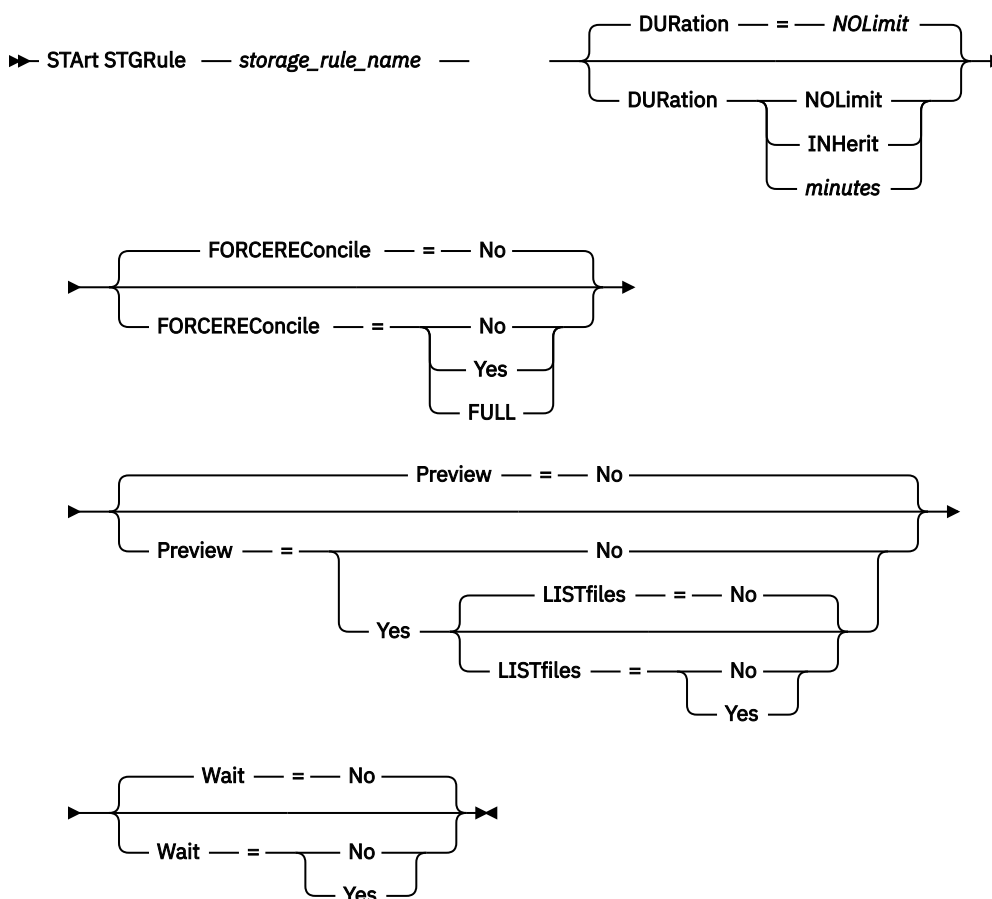 DURation = NOLimit
STArt STGRule storage_rule_name
DURation NOLimit
INHerit
minutes
FORCEREConcile = No
FORCEREConcile = No
Yes
FULL
Preview = No
Preview = No
LISTfiles = No
Yes
LISTfiles = No
Yes
Wait = No
Wait = No
Yes